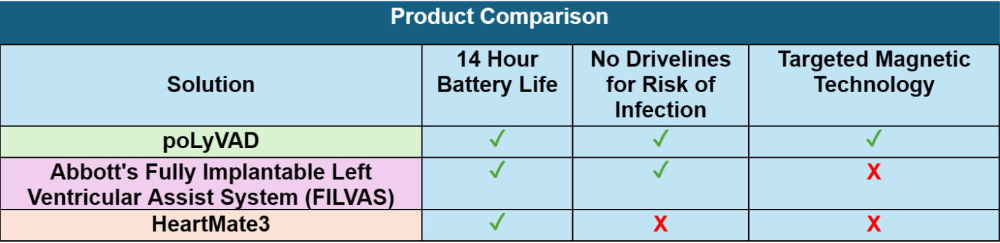 Product Comparison
Solution
14 Hour
Battery Life
No Drivelines
for Risk of
Infection
Targeted Magnetic
Technology
poLyVAD
✓ ✓ ✓
Abbott's Fully Implantable Left
Ventricular Assist System (FILVAS)
✓ ✓ X
HeartMate3
✓ X X